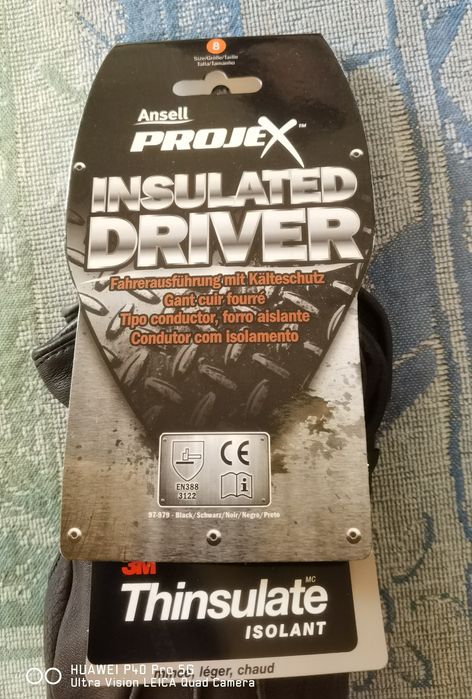 8
Size/Größe/Taille
Talla/Tamanho
Ansell
PROJEX™
INSULATED
DRIVER
Fahrerausführung mit Kälteschutz
Gant cuir fourré
Tipo conductor, forro aislante
Condutor com isolamento
CE
EN388
3122
i
97-979 - Black/Schwarz/Noir/Negro/Preto
3M
Thinsulate MC
ISOLANT
mince, léger, chaud
HUAWEI P40 Pro 5G
Ultra Vision LEICA Quad Camera